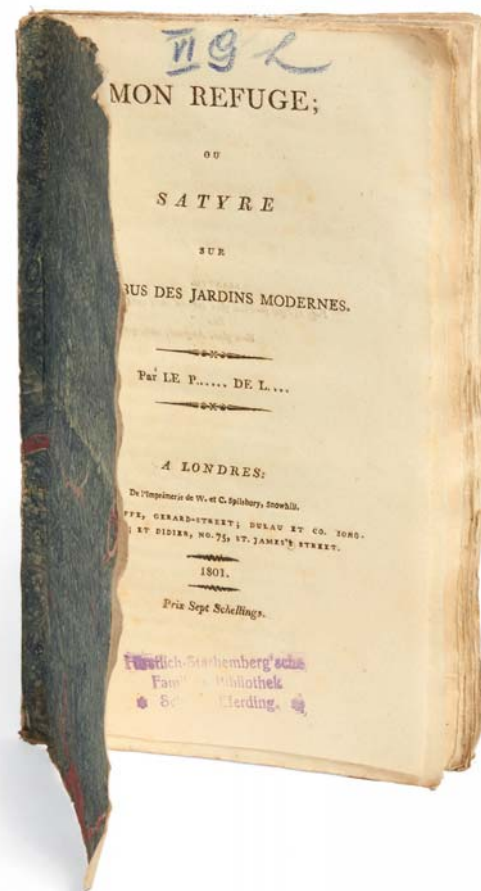 VI G L
MON REFUGE;
OU
SATYRE
SUR
BUS DES JARDINS MODERNES.
Par LE P...... DE L....
A LONDRES:
De l'Imprimerie de W. et C. Spilsbury, Snowhill.
PPE, GERARD-STREET; DULAU ET CO. SOHO-
; ET DIDIER, NO. 75, ST. JAMES'S STREET.
1801.
Prix Sept Schellings.
Fürstlich-Starhemberg'sche
Familien-Bibliothek
Eferding.